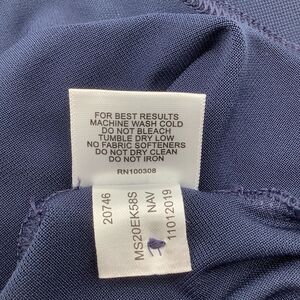 FOR BEST RESULTS
MACHINE WASH COLD
DO NOT BLEACH
TUMBLE DRY LOW
NO FABRIC SOFTENERS
DO NOT DRY CLEAN
DO NOT IRON
RN100308
20746
MS20EK58S
NAV
11012019